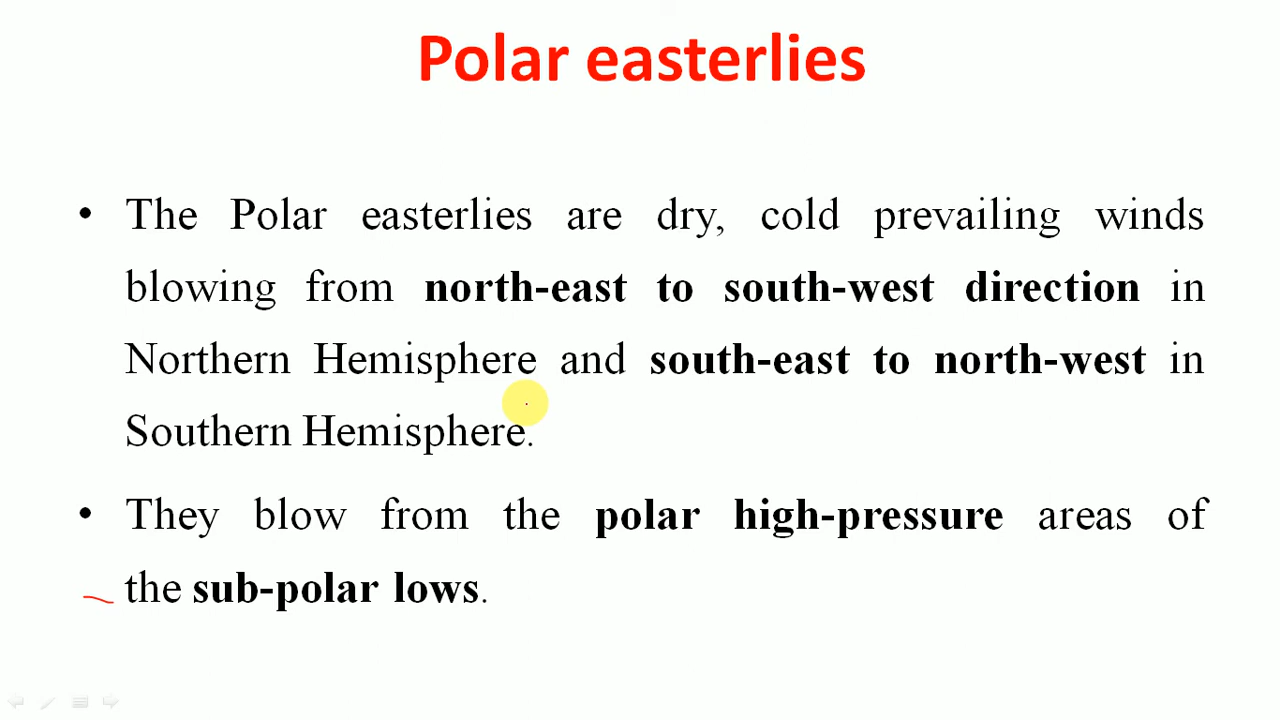 Polar easterlies
• The Polar easterlies are dry, cold prevailing winds
blowing from north-east to south-west direction in
Northern Hemisphere and south-east to north-west in
Southern Hemisphere.
• They blow from the polar high-pressure areas of
the sub-polar lows.